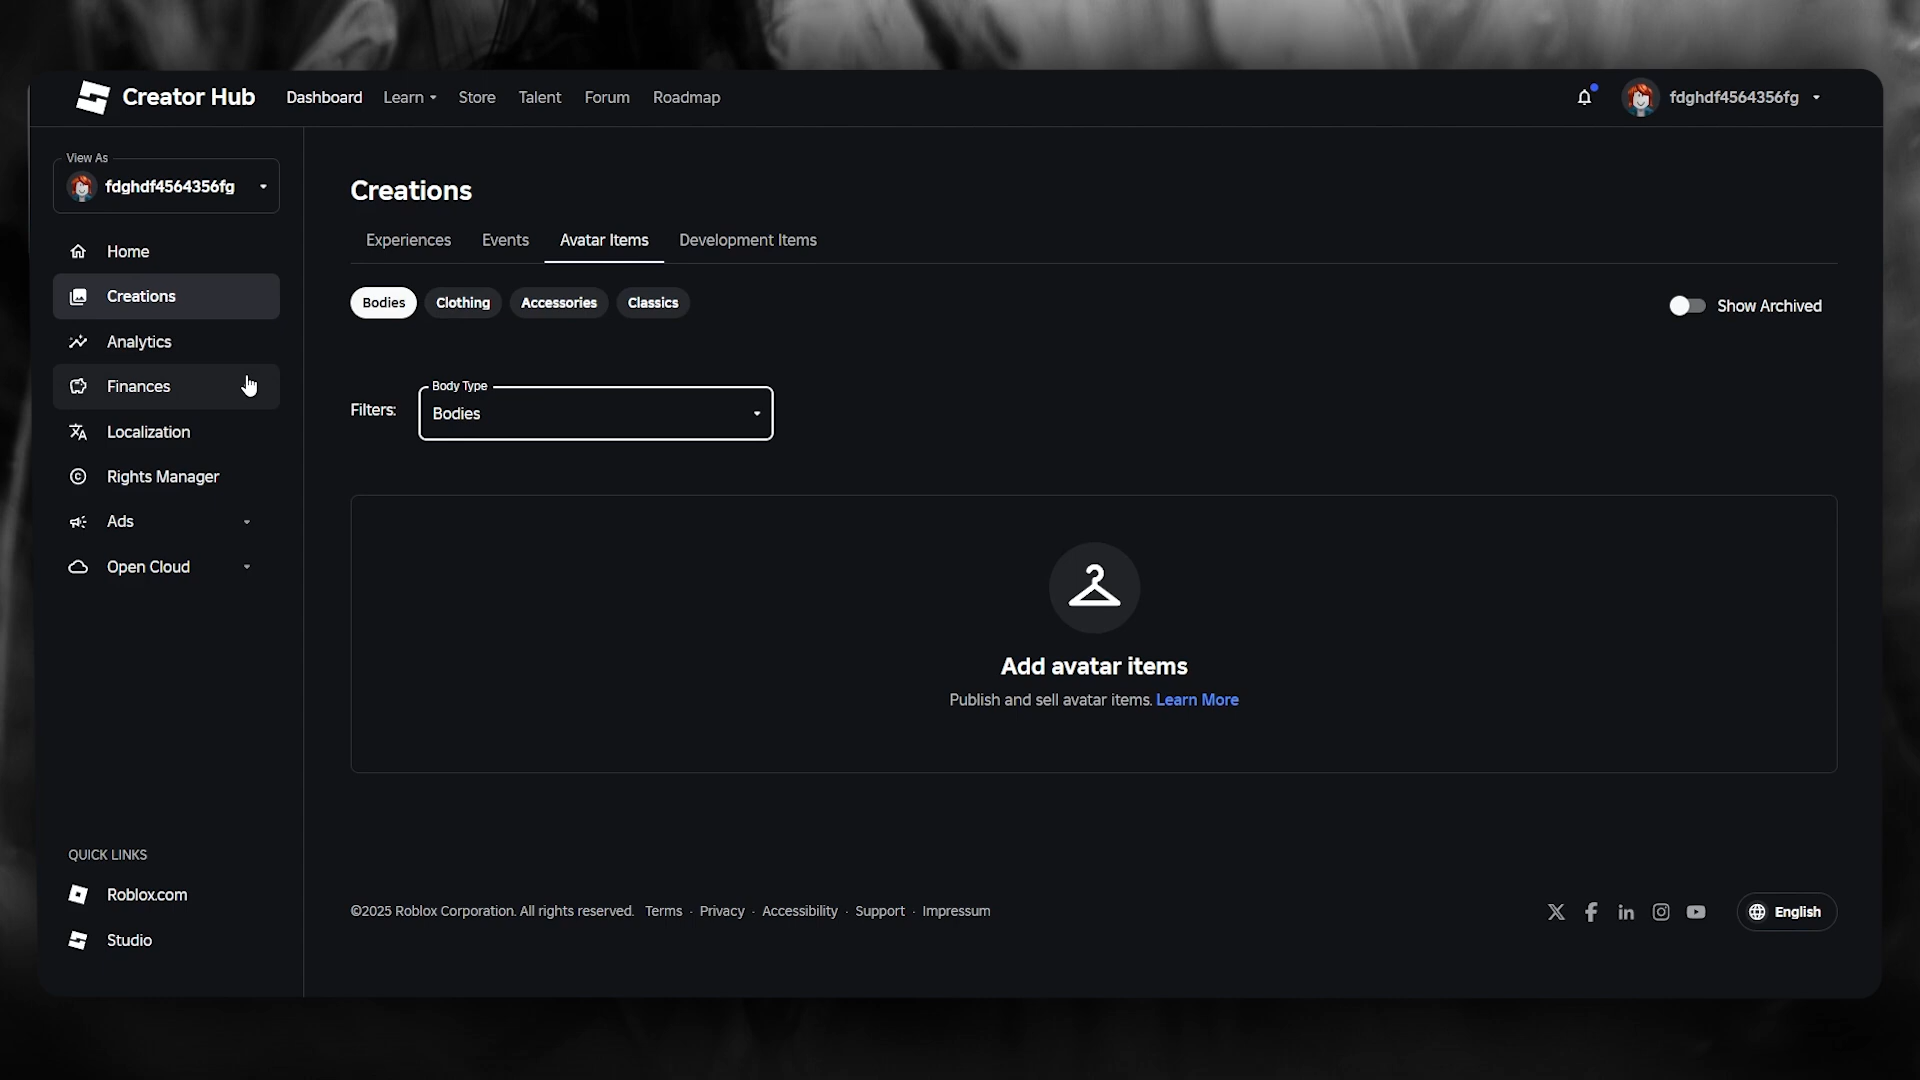 Creator Hub
Dashboard
Learn
Store
Talent
Forum
Roadmap
fdghdf4564356fg
View As
fdghdf4564356fg
Home
Creations
Analytics
Finances
Localization
Rights Manager
Ads
Open Cloud
QUICK LINKS
Roblox.com
Studio
Creations
Experiences
Events
Avatar Items
Development Items
Bodies
Clothing
Accessories
Classics
Show Archived
Filters:
Body Type
Bodies
Add avatar items
Publish and sell avatar items. Learn More
©2025 Roblox Corporation. All rights reserved. Terms · Privacy · Accessibility · Support · Impressum
English